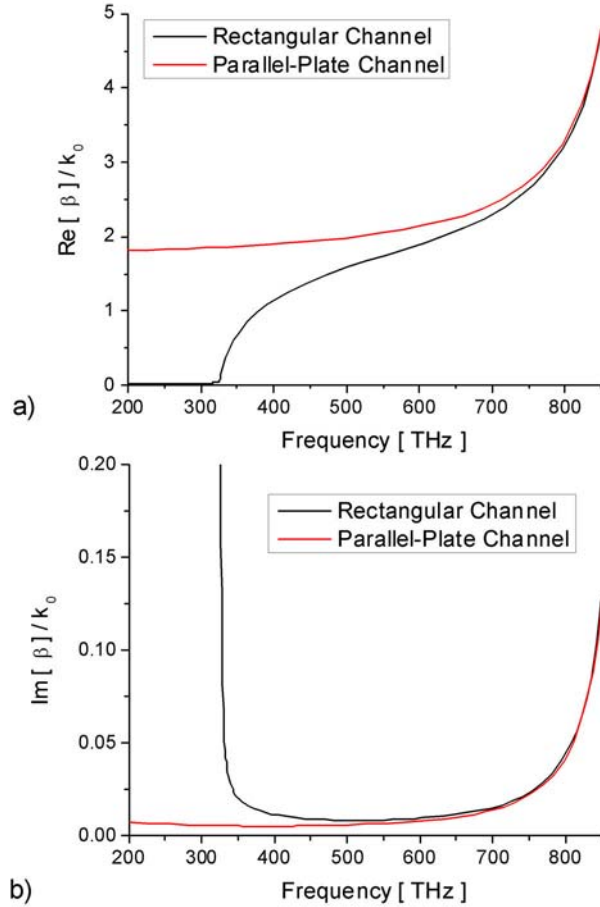 5
4
3
2
1
0
Re [ β ] / k0
Rectangular Channel
Parallel-Plate Channel
200 300 400 500 600 700 800
Frequency [ THz ]
a)
0.20
0.15
0.10
0.05
0.00
Im [ β ] / k0
Rectangular Channel
Parallel-Plate Channel
200 300 400 500 600 700 800
Frequency [ THz ]
b)